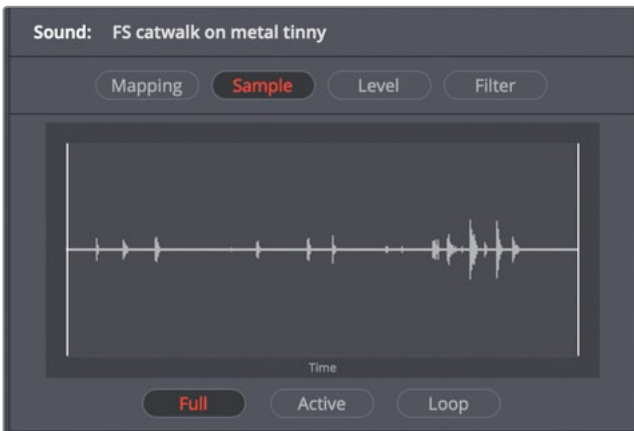 Sound: FS catwalk on metal tinny
Mapping Sample Level Filter
Time
Full Active Loop